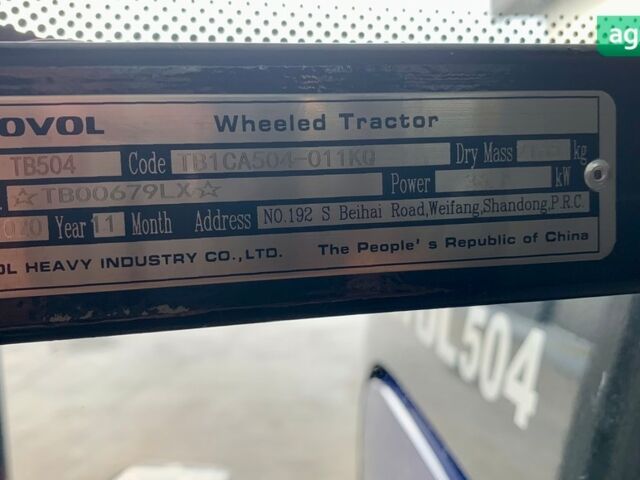 ag
OVOL Wheeled Tractor
TB504 Code TB1CA504-011KQ Dry Mass kg
☆TB00679LX☆ Power kW
020 Year 11 Month Address NO.192 S Beihai Road,Weifang,Shandong,P.R.C.
OL HEAVY INDUSTRY CO.,LTD. The People's Republic of China
OL504